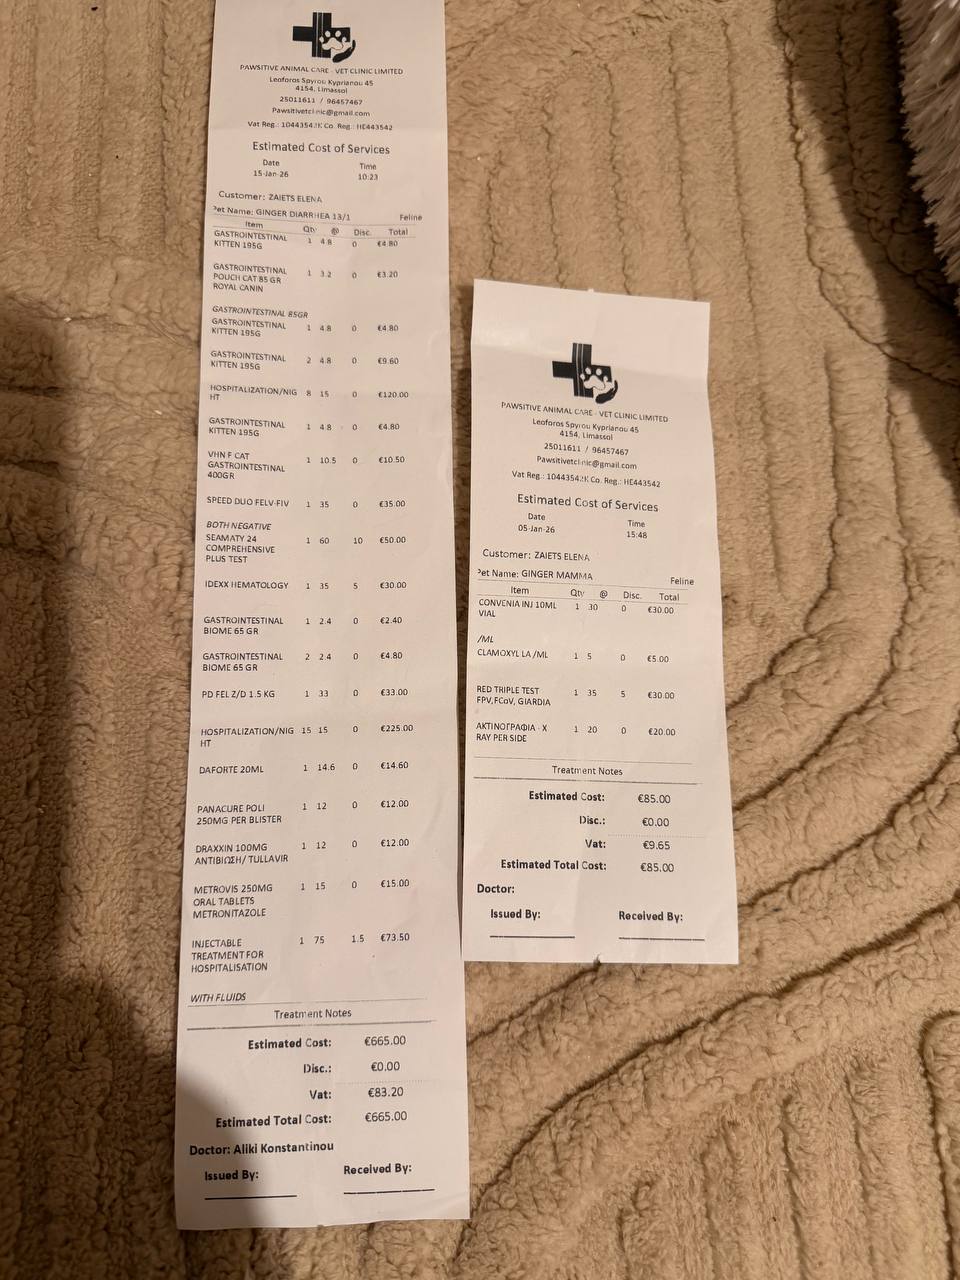 PAWSITIVE ANIMAL CARE - VET CLINIC LIMITED
Leoforos Spyrou Kyprianou 45
4154, Limassol
25011611 / 96457467
Pawsitivetclinic@gmail.com
Vat Reg.: 10443542K Co. Reg.: HE443542
Estimated Cost of Services
Date Time
15-Jan-26 10:23
Customer: ZAIETS ELENA
Pet Name: GINGER DIARRHEA 13/1 Feline
Item Qty @ Disc. Total
GASTROINTESTINAL 1 4.8 0 €4.80
KITTEN 195G
GASTROINTESTINAL 1 3.2 0 €3.20
POUCH CAT 85 GR
ROYAL CANIN
GASTROINTESTINAL 85GR
GASTROINTESTINAL 1 4.8 0 €4.80
KITTEN 195G
GASTROINTESTINAL 2 4.8 0 €9.60
KITTEN 195G
HOSPITALIZATION/NIG 8 15 0 €120.00
HT
GASTROINTESTINAL 1 4.8 0 €4.80
KITTEN 195G
VHN F CAT 1 10.5 0 €10.50
GASTROINTESTINAL
400GR
SPEED DUO FELV-FIV 1 35 0 €35.00
BOTH NEGATIVE
SEAMATY 24 1 60 10 €50.00
COMPREHENSIVE
PLUS TEST
IDEXX HEMATOLOGY 1 35 5 €30.00
GASTROINTESTINAL 1 2.4 0 €2.40
BIOME 65 GR
GASTROINTESTINAL 2 2.4 0 €4.80
BIOME 65 GR
PD FEL Z/D 1.5 KG 1 33 0 €33.00
HOSPITALIZATION/NIG 15 15 0 €225.00
HT
DAFORTE 20ML 1 14.6 0 €14.60
PANACURE POLI 1 12 0 €12.00
250MG PER BLISTER
DRAXXIN 100MG 1 12 0 €12.00
ANTIBIΩΣΗ/ TULLAVIR
METROVIS 250MG 1 15 0 €15.00
ORAL TABLETS
METRONITAZOLE
INJECTABLE 1 75 1.5 €73.50
TREATMENT FOR
HOSPITALISATION
WITH FLUIDS
Treatment Notes
Estimated Cost: €665.00
Disc.: €0.00
Vat: €83.20
Estimated Total Cost: €665.00
Doctor: Aliki Konstantinou
Issued By: Received By:
PAWSITIVE ANIMAL CARE - VET CLINIC LIMITED
Leoforos Spyrou Kyprianou 45
4154, Limassol
25011611 / 96457467
Pawsitivetclinic@gmail.com
Vat Reg.: 10443542K Co. Reg.: HE443542
Estimated Cost of Services
Date Time
05-Jan-26 15:48
Customer: ZAIETS ELENA
Pet Name: GINGER MAMMA Feline
Item Qty @ Disc. Total
CONVENIA INJ 10ML 1 30 0 €30.00
VIAL
/ML
CLAMOXYL LA /ML 1 5 0 €5.00
RED TRIPLE TEST 1 35 5 €30.00
FPV,FCoV, GIARDIA
ΑΚΤΙΝΟΓΡΑΦΙΑ - X 1 20 0 €20.00
RAY PER SIDE
Treatment Notes
Estimated Cost: €85.00
Disc.: €0.00
Vat: €9.65
Estimated Total Cost: €85.00
Doctor:
Issued By: Received By: